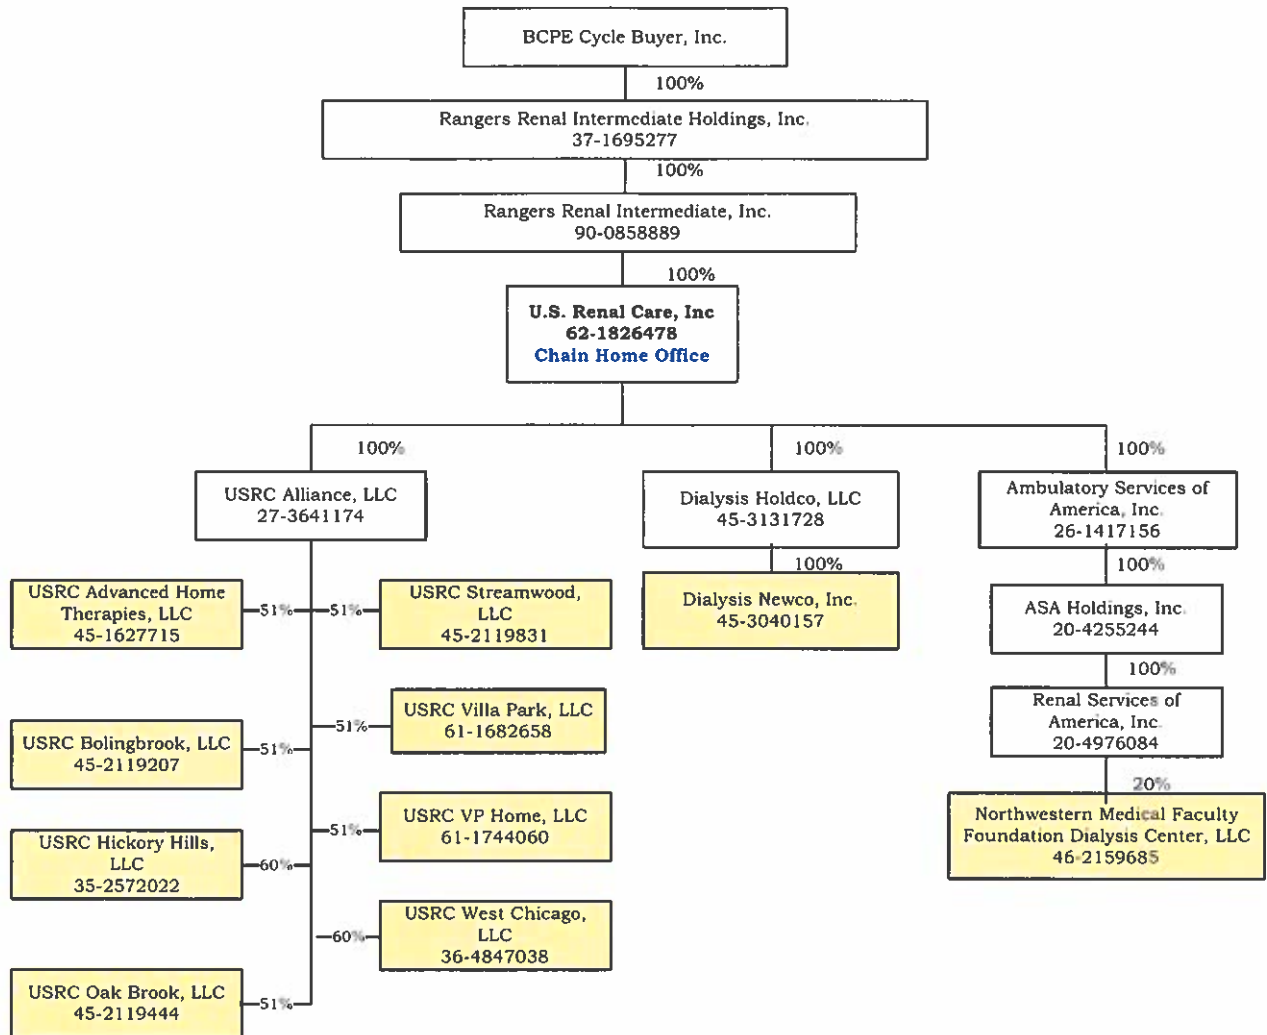 BCPE Cycle Buyer, Inc.
100%
Rangers Renal Intermediate Holdings, Inc.
37-1695277
100%
Rangers Renal Intermediate, Inc.
90-0858889
100%
U.S. Renal Care, Inc
62-1826478
Chain Home Office
100%
100%
100%
USRC Alliance, LLC
27-3641174
Dialysis Holdco, LLC
45-3131728
Ambulatory Services of
America, Inc.
26-1417156
100%
100%
USRC Advanced Home
Therapies, LLC
45-1627715
51%
51%
USRC Streamwood,
LLC
45-2119831
Dialysis Newco, Inc.
45-3040157
ASA Holdings, Inc.
20-4255244
100%
USRC Bolingbrook, LLC
45-2119207
51%
51%
USRC Villa Park, LLC
61-1682658
Renal Services of
America, Inc.
20-4976084
20%
USRC Hickory Hills,
LLC
35-2572022
60%
51%
USRC VP Home, LLC
61-1744060
Northwestern Medical Faculty
Foundation Dialysis Center, LLC
46-2159685
60%
USRC West Chicago,
LLC
36-4847038
USRC Oak Brook, LLC
45-2119444
51%